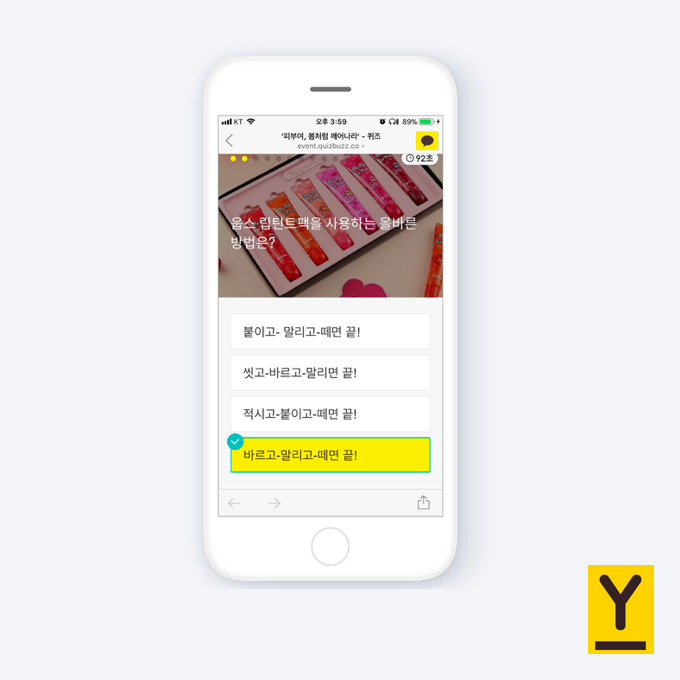 KT
오후 3:59
89%
'피부여, 봄처럼 깨어나라' - 퀴즈
event.quizbuzz.co
92초
웁스 립틴트팩을 사용하는 올바른
방법은?
붙이고- 말리고-떼면 끝!
씻고-바르고-말리면 끝!
적시고-붙이고-떼면 끝!
바르고-말리고-떼면 끝!
Y